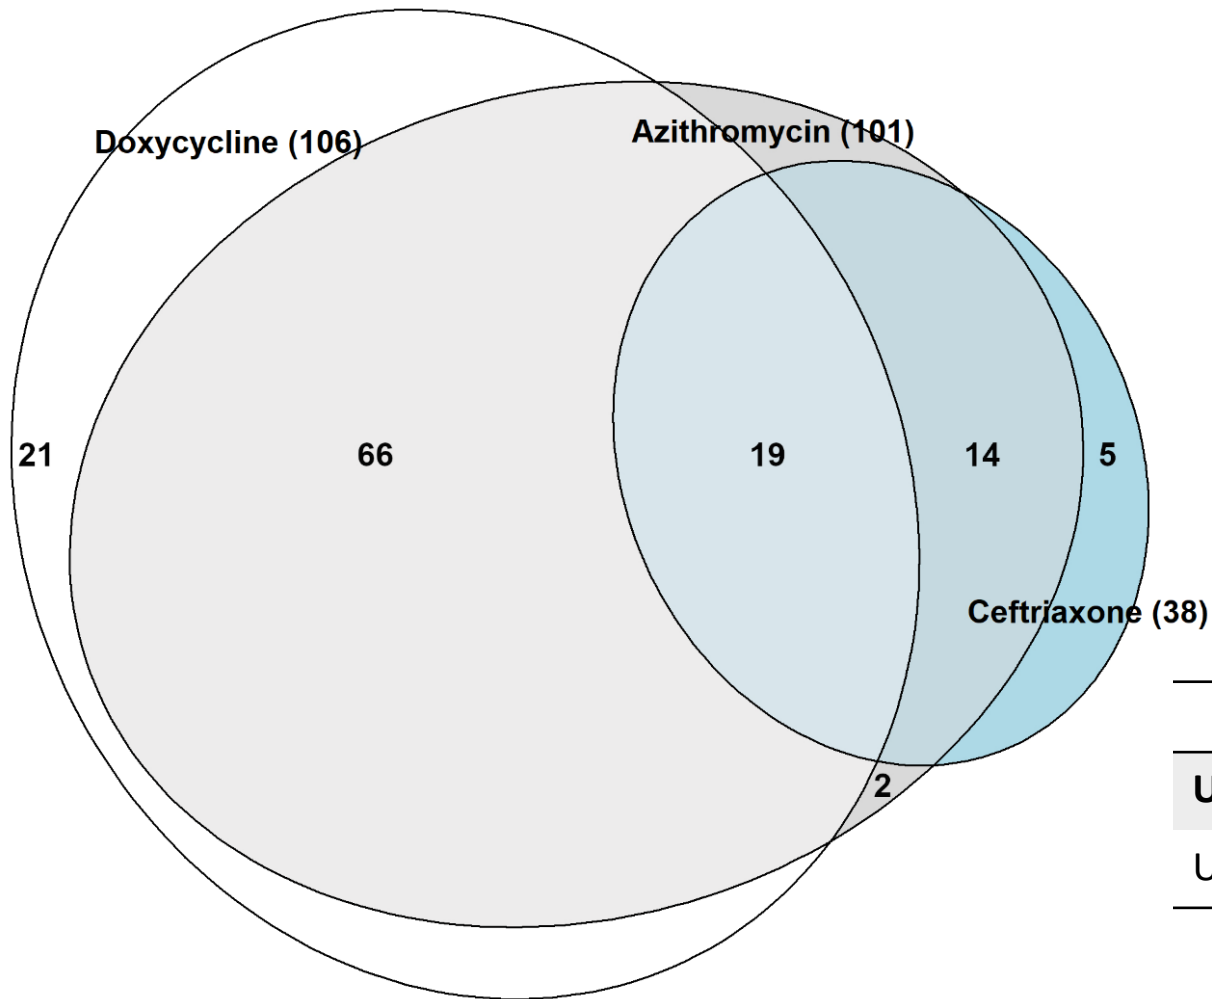 Azithromycin (101)
Doxycycline (106)
21 66 19 14 5
Ceftriaxone (38)
2
U
U